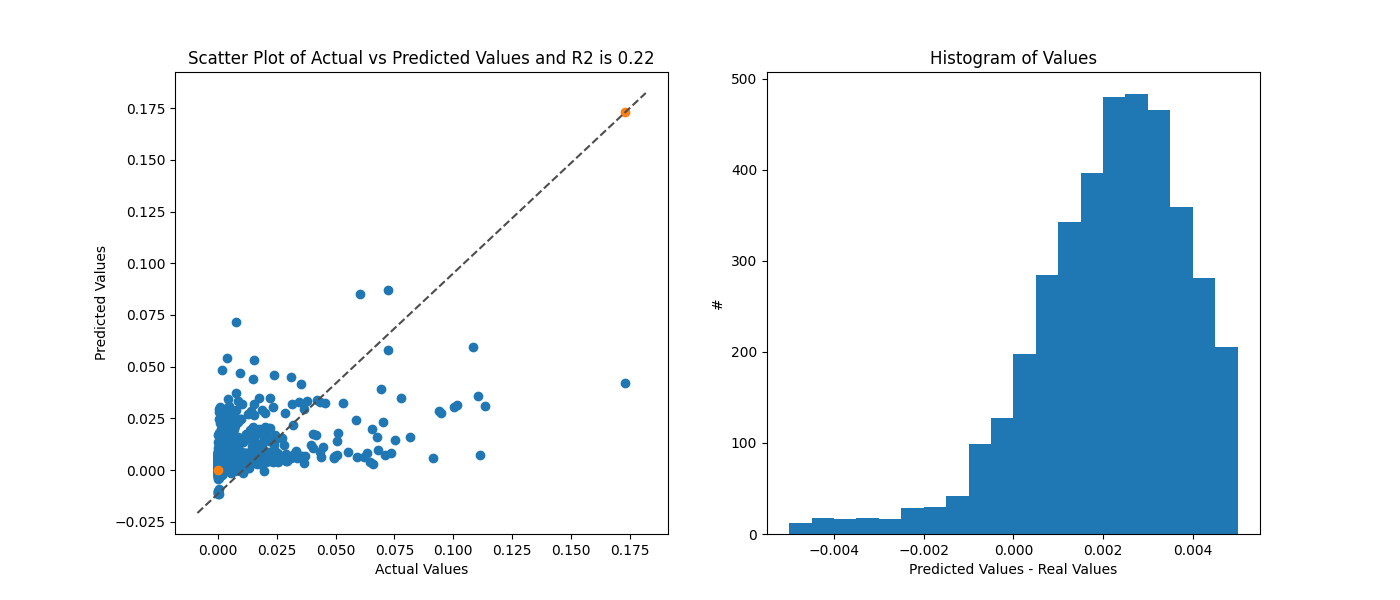 Scatter Plot of Actual vs Predicted Values and R2 is 0.22
Predicted Values
0.175
0.150
0.125
0.100
0.075
0.050
0.025
0.000
−0.025
0.000 0.025 0.050 0.075 0.100 0.125 0.150 0.175
Actual Values
Histogram of Values
#
500
400
300
200
100
0
−0.004 −0.002 0.000 0.002 0.004
Predicted Values - Real Values